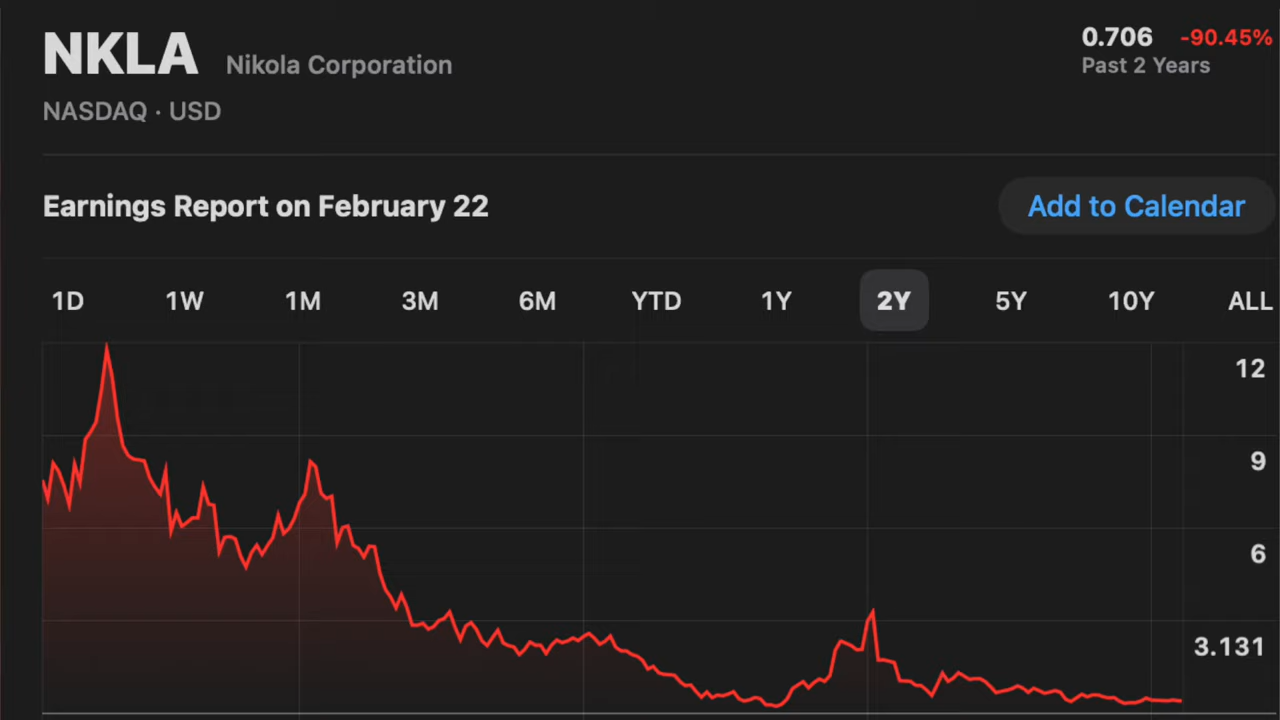 NKLA Nikola Corporation 0.706 -90.45%
Past 2 Years
NASDAQ · USD
Earnings Report on February 22 Add to Calendar
1D 1W 1M 3M 6M YTD 1Y 2Y 5Y 10Y ALL
12
9
6
3.131